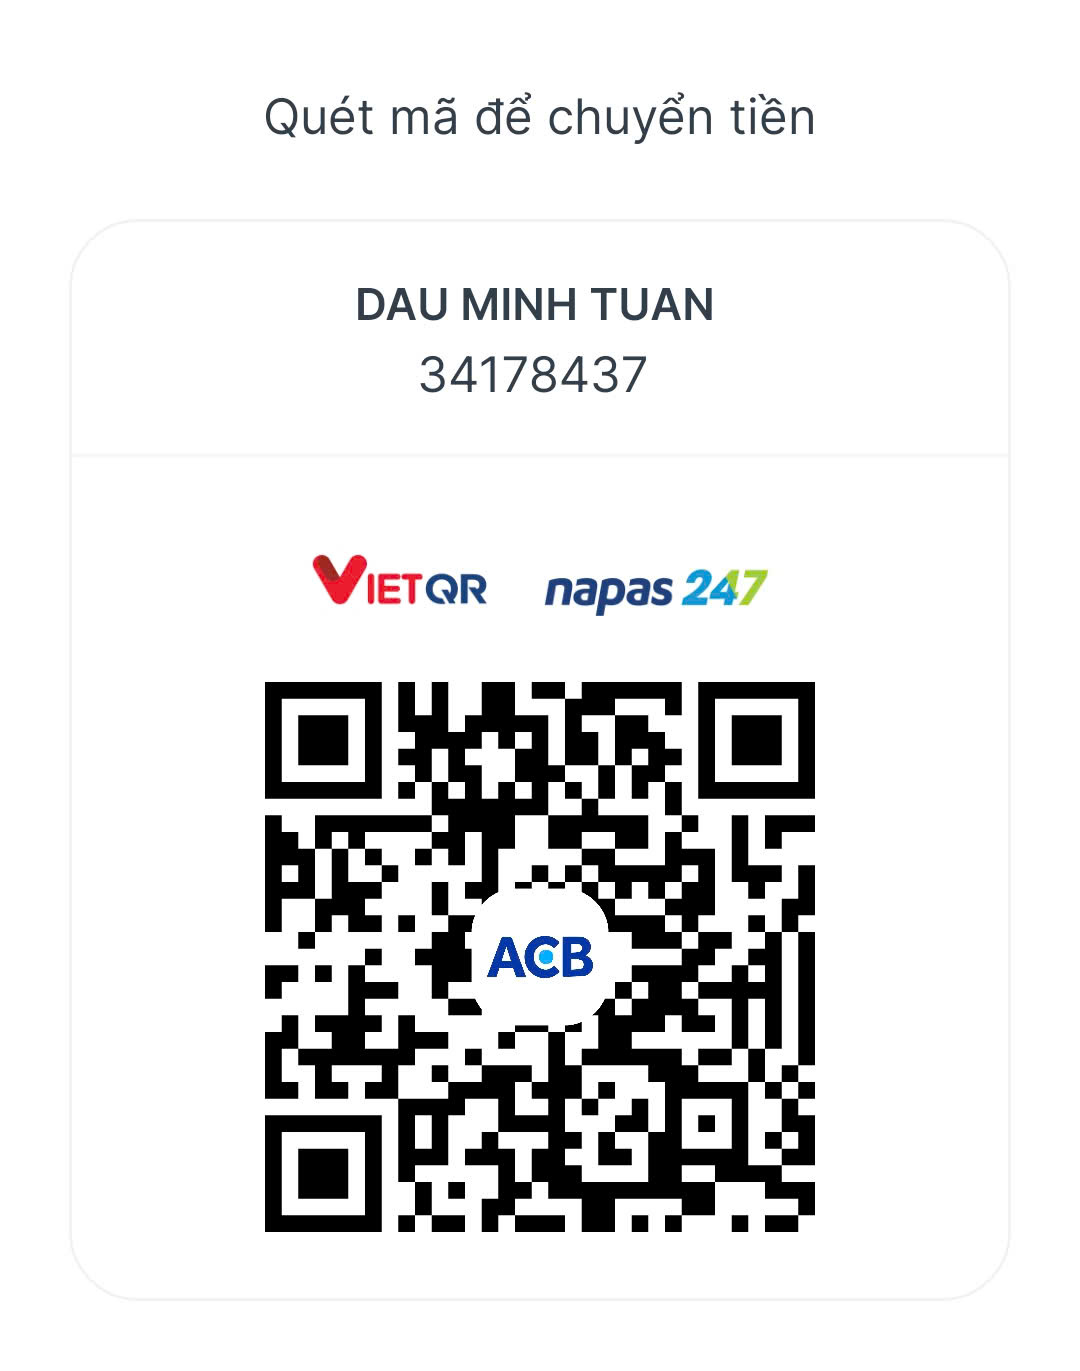 Quét mã để chuyển tiền
DAU MINH TUAN
34178437
VIETQR napas 247
ACB